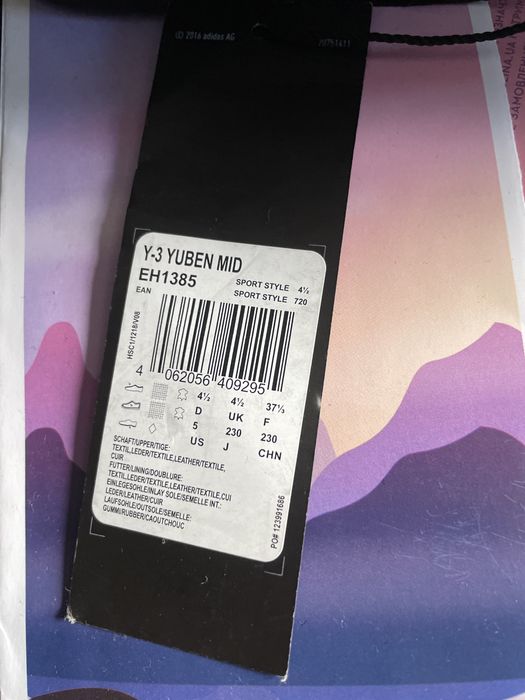 © 2016 adidas AG
Y-3 YUBEN MID
EH1385
SPORT STYLE 4½
SPORT STYLE 720
EAN
HSC1/1218/V08
4 062056 409295
4½ 4½ 37⅓
D UK F
5 230 230
US J CHN
SCHAFT/UPPER/TIGE:
TEXTIL,LEDER/TEXTILE,LEATHER/TEXTILE,
CUIR
FUTTER/LINING/DOUBLURE:
TEXTIL,LEDER/TEXTILE,LEATHER/TEXTILE,CUI
EINLEGESOHLE/INLAY SOLE/SEMELLE INT.:
LEDER/LEATHER/CUIR
LAUFSOHLE/OUTSOLE/SEMELLE:
GUMMI/RUBBER/CAOUTCHOUC
PO# 123991686